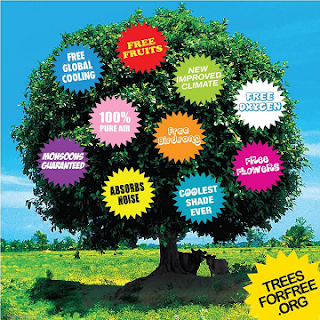 FREE
GLOBAL
COOLING
FREE
FRUITS
NEW
IMPROVED
CLIMATE
FREE
OXYGEN
100%
PURE AIR
Free
Birdsong
MONSOONS
GUARANTEED
FREE
FLOWERS
ABSORBS
NOISE
COOLEST
SHADE
EVER
TREES
FORFREE
.ORG